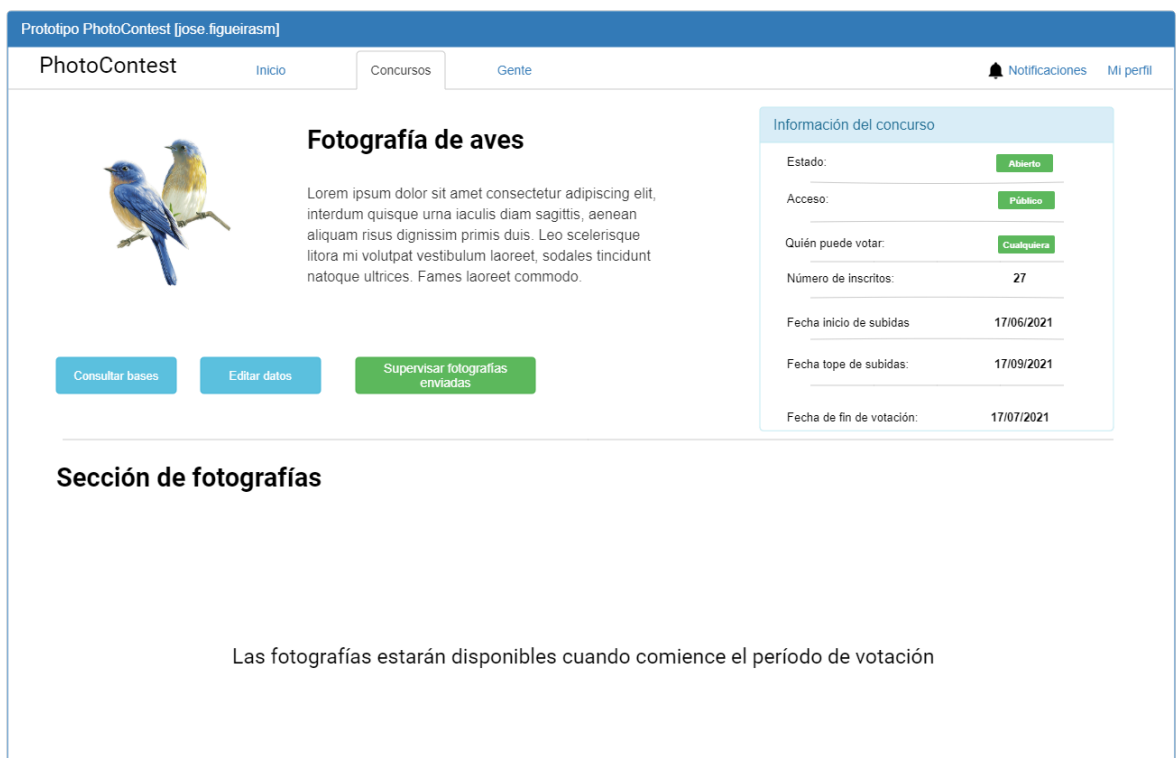 Prototipo PhotoContest [jose.figueirasm]
PhotoContest
Inicio
Concursos
Gente
Notificaciones
Mi perfil
Fotografía de aves
Lorem ipsum dolor sit amet consectetur adipiscing elit,
interdum quisque urna iaculis diam sagittis, aenean
aliquam risus dignissim primis duis. Leo scelerisque
litora mi volutpat vestibulum laoreet, sodales tincidunt
natoque ultrices. Fames laoreet commodo.
Consultar bases
Editar datos
Supervisar fotografías
enviadas
Información del concurso
Estado: Abierto
Acceso: Público
Quién puede votar: Cualquiera
Número de inscritos: 27
Fecha inicio de subidas 17/06/2021
Fecha tope de subidas: 17/09/2021
Fecha de fin de votación: 17/07/2021
Sección de fotografías
Las fotografías estarán disponibles cuando comience el período de votación